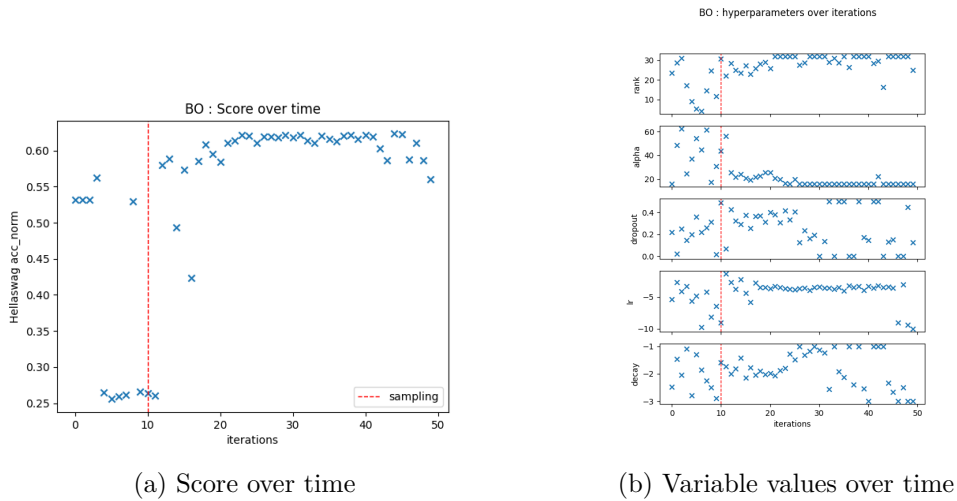 BO : hyperparameters over iterations
BO : Score over time
Hellaswag acc_norm
0.60
0.55
0.50
0.45
0.40
0.35
0.30
0.25
0 10 20 30 40 50
iterations
sampling
rank
30
20
10
alpha
60
40
20
dropout
0.4
0.2
0.0
lr
−5
−10
decay
−1
−2
−3
0 10 20 30 40 50
iterations
(a) Score over time
(b) Variable values over time